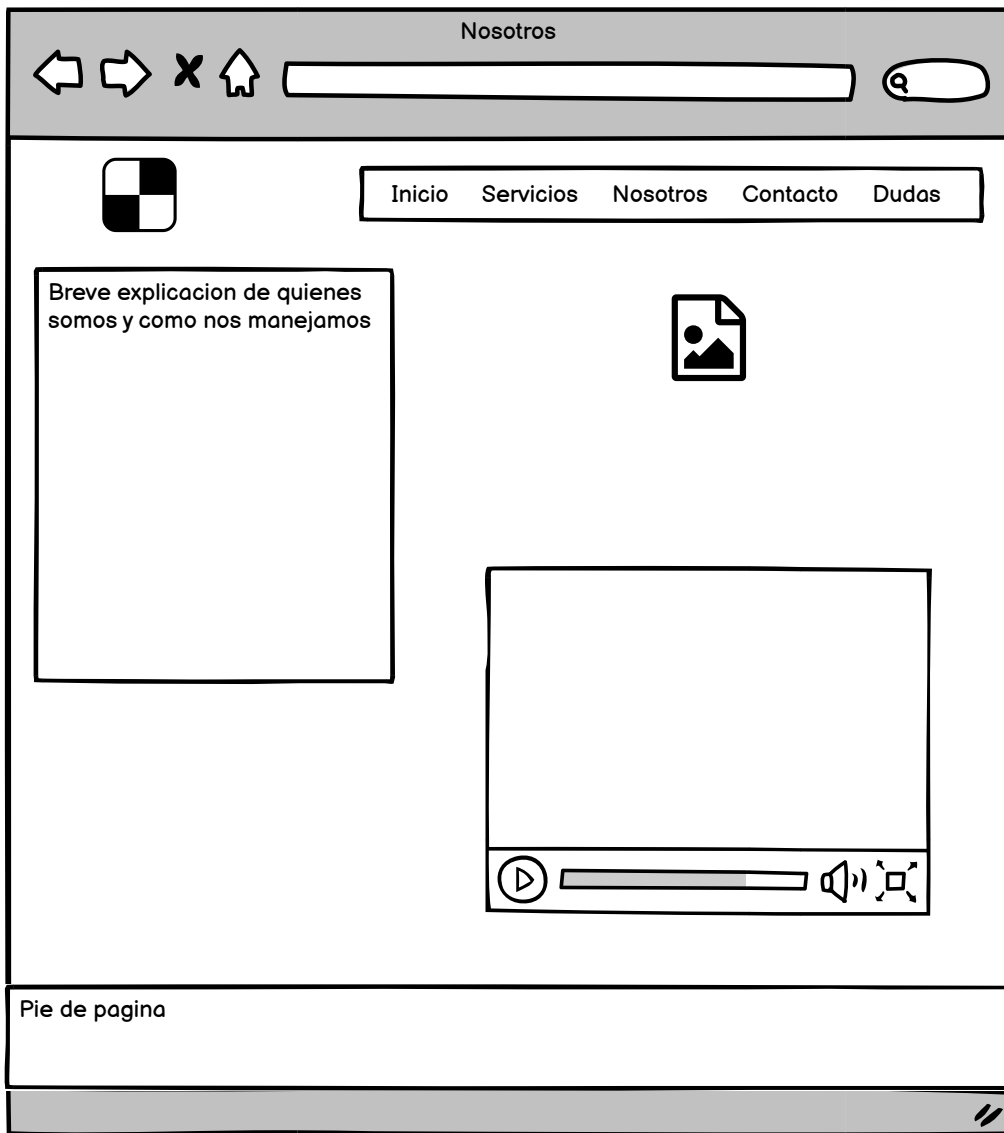 Nosotros
Inicio Servicios Nosotros Contacto Dudas
Breve explicacion de quienes
somos y como nos manejamos
Pie de pagina